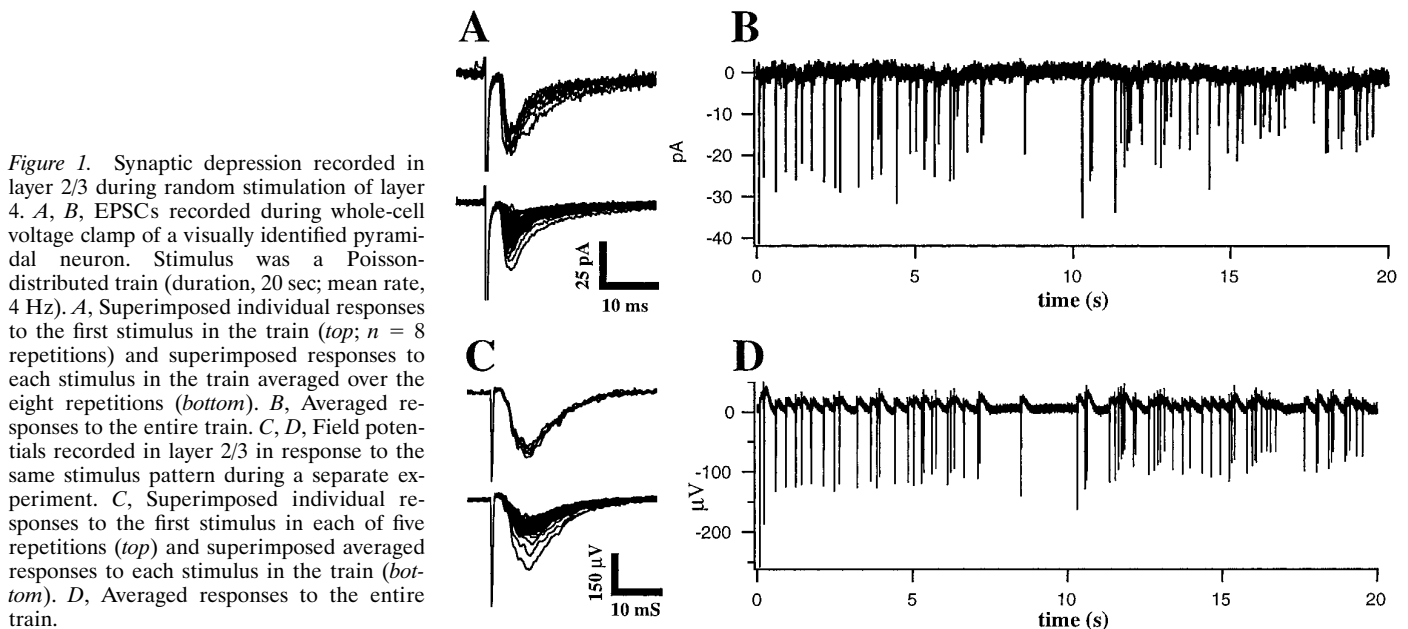 Figure 1. Synaptic depression recorded in
layer 2/3 during random stimulation of layer
4. A, B, EPSCs recorded during whole-cell
voltage clamp of a visually identified pyrami-
dal neuron. Stimulus was a Poisson-
distributed train (duration, 20 sec; mean rate,
4 Hz). A, Superimposed individual responses
to the first stimulus in the train (top; n = 8
repetitions) and superimposed responses to
each stimulus in the train averaged over the
eight repetitions (bottom). B, Averaged re-
sponses to the entire train. C, D, Field poten-
tials recorded in layer 2/3 in response to the
same stimulus pattern during a separate ex-
periment. C, Superimposed individual re-
sponses to the first stimulus in each of five
repetitions (top) and superimposed averaged
responses to each stimulus in the train (bot-
tom). D, Averaged responses to the entire
train.
A
25 pA
10 ms
B
0
-10
-20
-30
-40
pA
0 5 10 15 20
time (s)
C
150 µV
10 mS
D
0
-100
-200
µV
0 5 10 15 20
time (s)